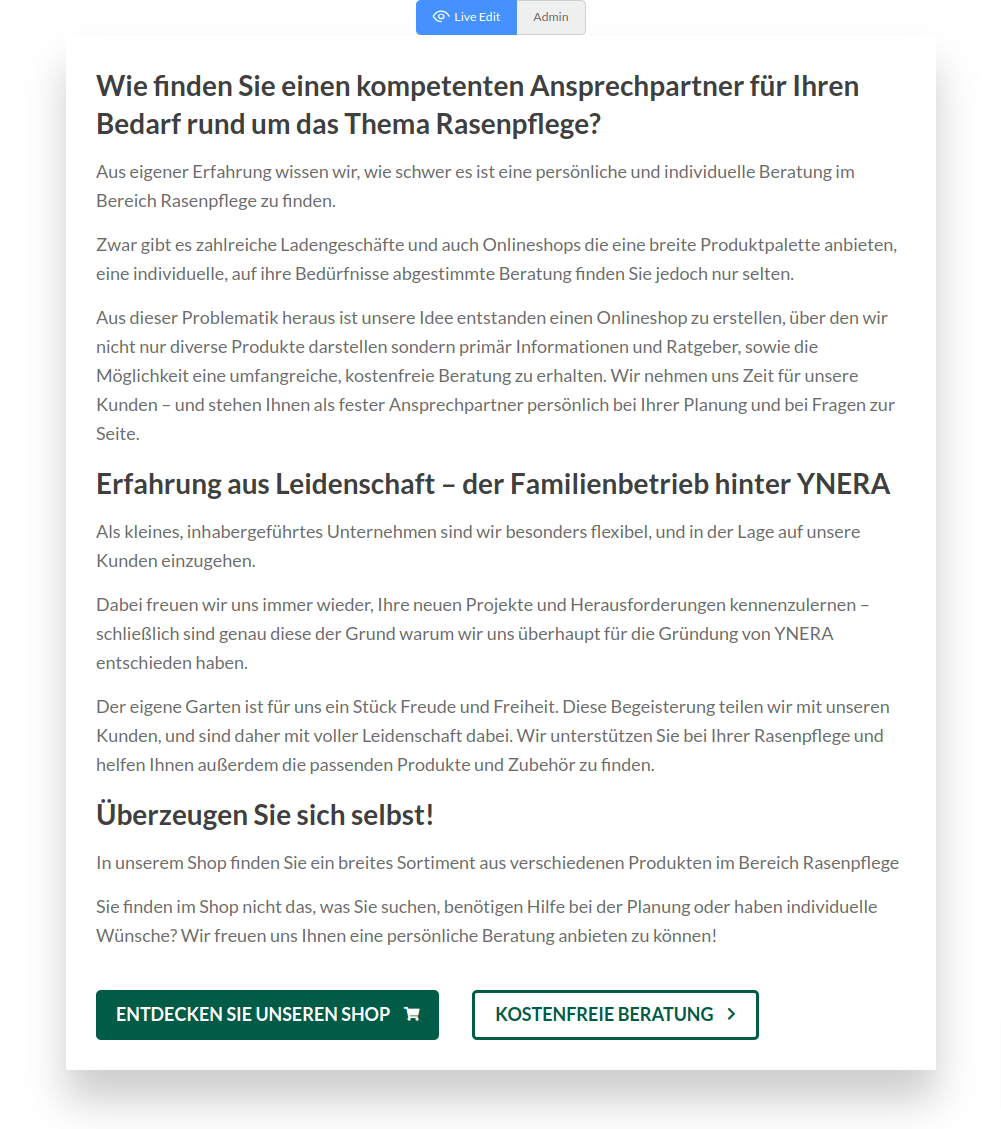 Live Edit
Admin
Wie finden Sie einen kompetenten Ansprechpartner für Ihren
Bedarf rund um das Thema Rasenpflege?
Aus eigener Erfahrung wissen wir, wie schwer es ist eine persönliche und individuelle Beratung im
Bereich Rasenpflege zu finden.
Zwar gibt es zahlreiche Ladengeschäfte und auch Onlineshops die eine breite Produktpalette anbieten,
eine individuelle, auf ihre Bedürfnisse abgestimmte Beratung finden Sie jedoch nur selten.
Aus dieser Problematik heraus ist unsere Idee entstanden einen Onlineshop zu erstellen, über den wir
nicht nur diverse Produkte darstellen sondern primär Informationen und Ratgeber, sowie die
Möglichkeit eine umfangreiche, kostenfreie Beratung zu erhalten. Wir nehmen uns Zeit für unsere
Kunden – und stehen Ihnen als fester Ansprechpartner persönlich bei Ihrer Planung und bei Fragen zur
Seite.
Erfahrung aus Leidenschaft – der Familienbetrieb hinter YNERA
Als kleines, inhabergeführtes Unternehmen sind wir besonders flexibel, und in der Lage auf unsere
Kunden einzugehen.
Dabei freuen wir uns immer wieder, Ihre neuen Projekte und Herausforderungen kennenzulernen –
schließlich sind genau diese der Grund warum wir uns überhaupt für die Gründung von YNERA
entschieden haben.
Der eigene Garten ist für uns ein Stück Freude und Freiheit. Diese Begeisterung teilen wir mit unseren
Kunden, und sind daher mit voller Leidenschaft dabei. Wir unterstützen Sie bei Ihrer Rasenpflege und
helfen Ihnen außerdem die passenden Produkte und Zubehör zu finden.
Überzeugen Sie sich selbst!
In unserem Shop finden Sie ein breites Sortiment aus verschiedenen Produkten im Bereich Rasenpflege
Sie finden im Shop nicht das, was Sie suchen, benötigen Hilfe bei der Planung oder haben individuelle
Wünsche? Wir freuen uns Ihnen eine persönliche Beratung anbieten zu können!
ENTDECKEN SIE UNSEREN SHOP
KOSTENFREIE BERATUNG